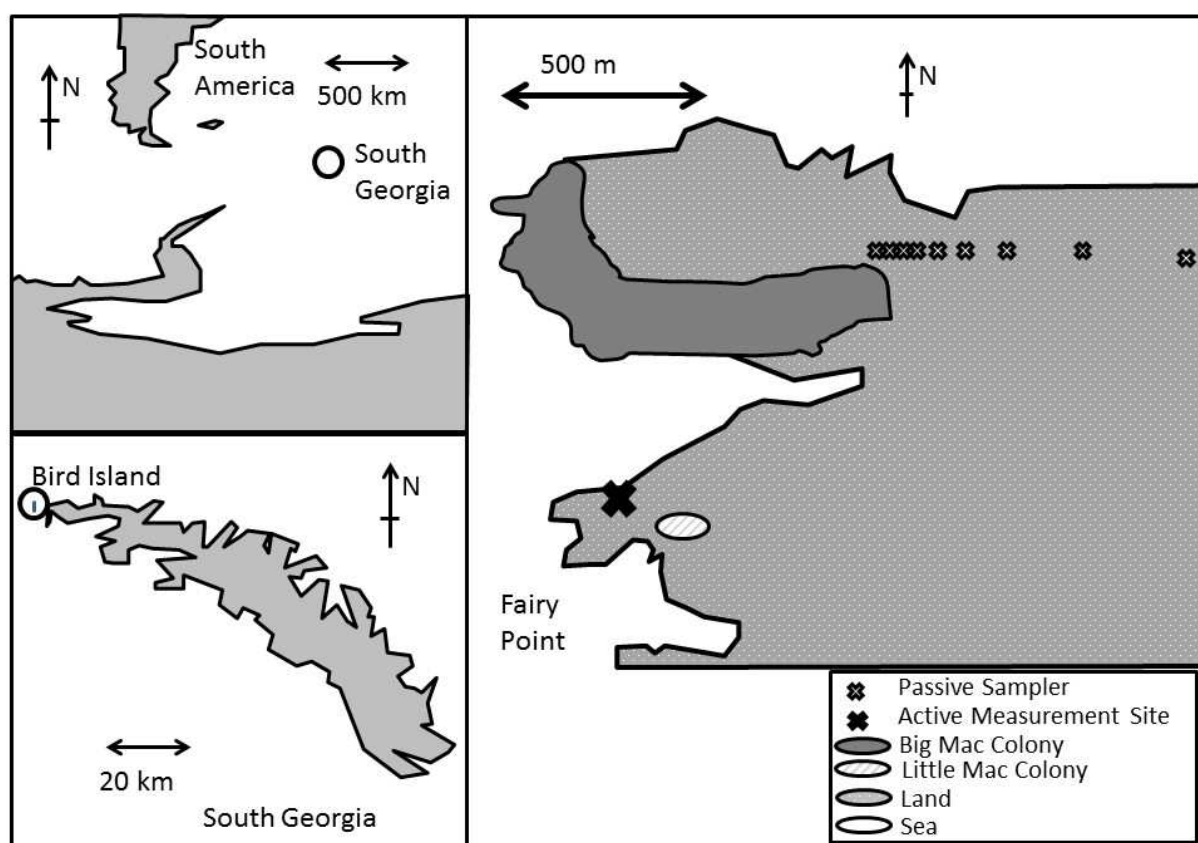 South
America
N
500 km
South
Georgia
Bird Island
N
20 km
South Georgia
500 m
N
Fairy
Point
Passive Sampler
Active Measurement Site
Big Mac Colony
Little Mac Colony
Land
Sea